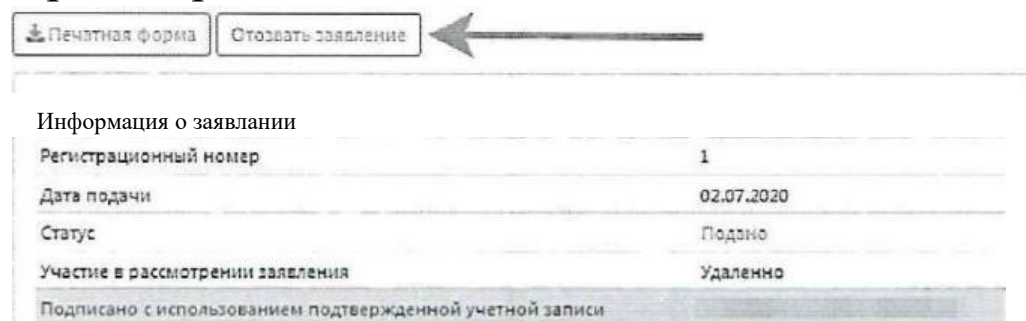 Печатная форма Отозвать заявление
Информация о заявлании
Регистрационный номер 1
Дата подачи 02.07.2020
Статус Подано
Участие в рассмотрении заявления Удаленно
Подписано с использованием подтвержденной учетной записи